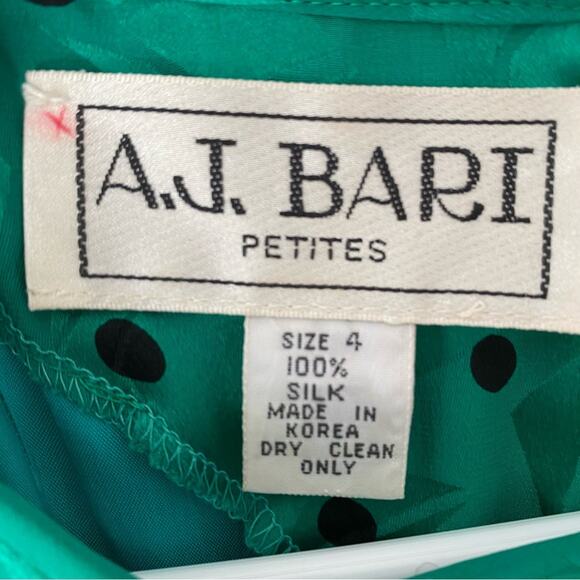 A.J. BARI
PETITES
SIZE 4
100%
SILK
MADE IN
KOREA
DRY CLEAN
ONLY